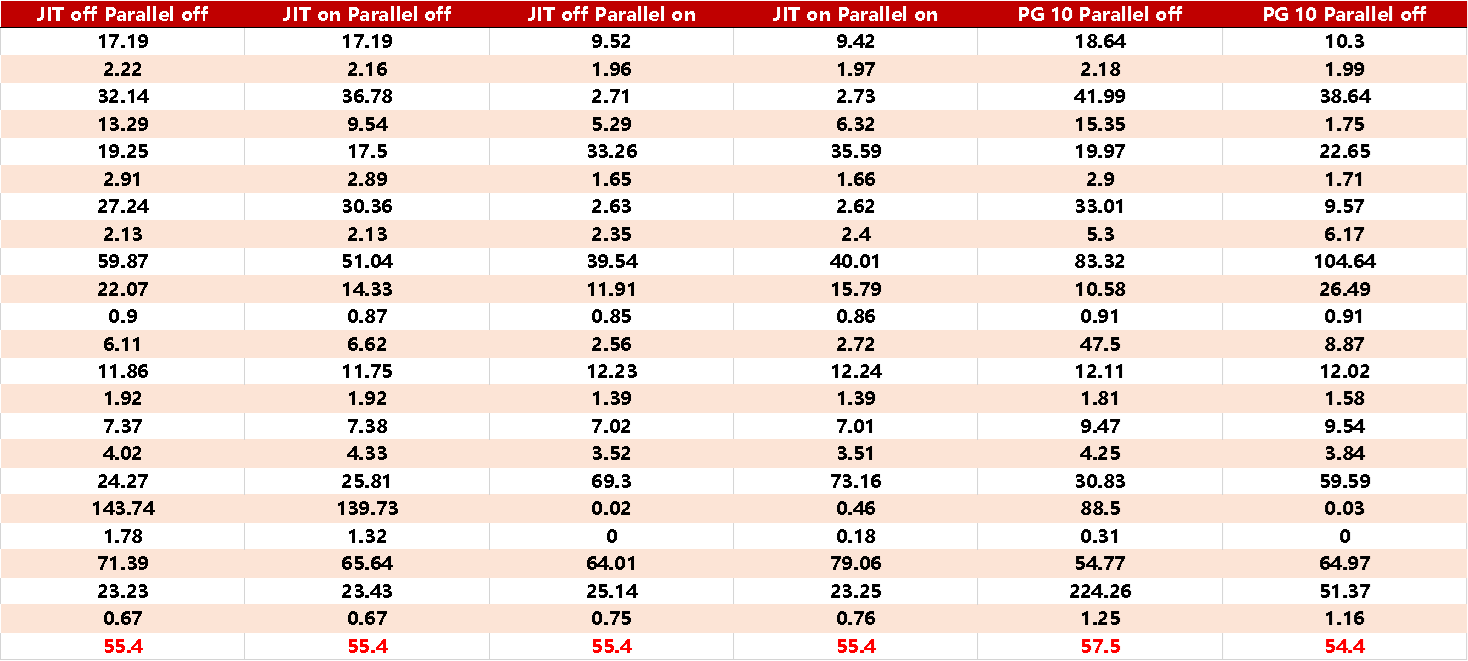 JIT off Parallel off JIT on Parallel off JIT off Parallel on JIT on Parallel on PG 10 Parallel off PG 10 Parallel off
17.19 17.19 9.52 9.42 18.64 10.3
2.22 2.16 1.96 1.97 2.18 1.99
32.14 36.78 2.71 2.73 41.99 38.64
13.29 9.54 5.29 6.32 15.35 1.75
19.25 17.5 33.26 35.59 19.97 22.65
2.91 2.89 1.65 1.66 2.9 1.71
27.24 30.36 2.63 2.62 33.01 9.57
2.13 2.13 2.35 2.4 5.3 6.17
59.87 51.04 39.54 40.01 83.32 104.64
22.07 14.33 11.91 15.79 10.58 26.49
0.9 0.87 0.85 0.86 0.91 0.91
6.11 6.62 2.56 2.72 47.5 8.87
11.86 11.75 12.23 12.24 12.11 12.02
1.92 1.92 1.39 1.39 1.81 1.58
7.37 7.38 7.02 7.01 9.47 9.54
4.02 4.33 3.52 3.51 4.25 3.84
24.27 25.81 69.3 73.16 30.83 59.59
143.74 139.73 0.02 0.46 88.5 0.03
1.78 1.32 0 0.18 0.31 0
71.39 65.64 64.01 79.06 54.77 64.97
23.23 23.43 25.14 23.25 224.26 51.37
0.67 0.67 0.75 0.76 1.25 1.16
55.4 55.4 55.4 55.4 57.5 54.4